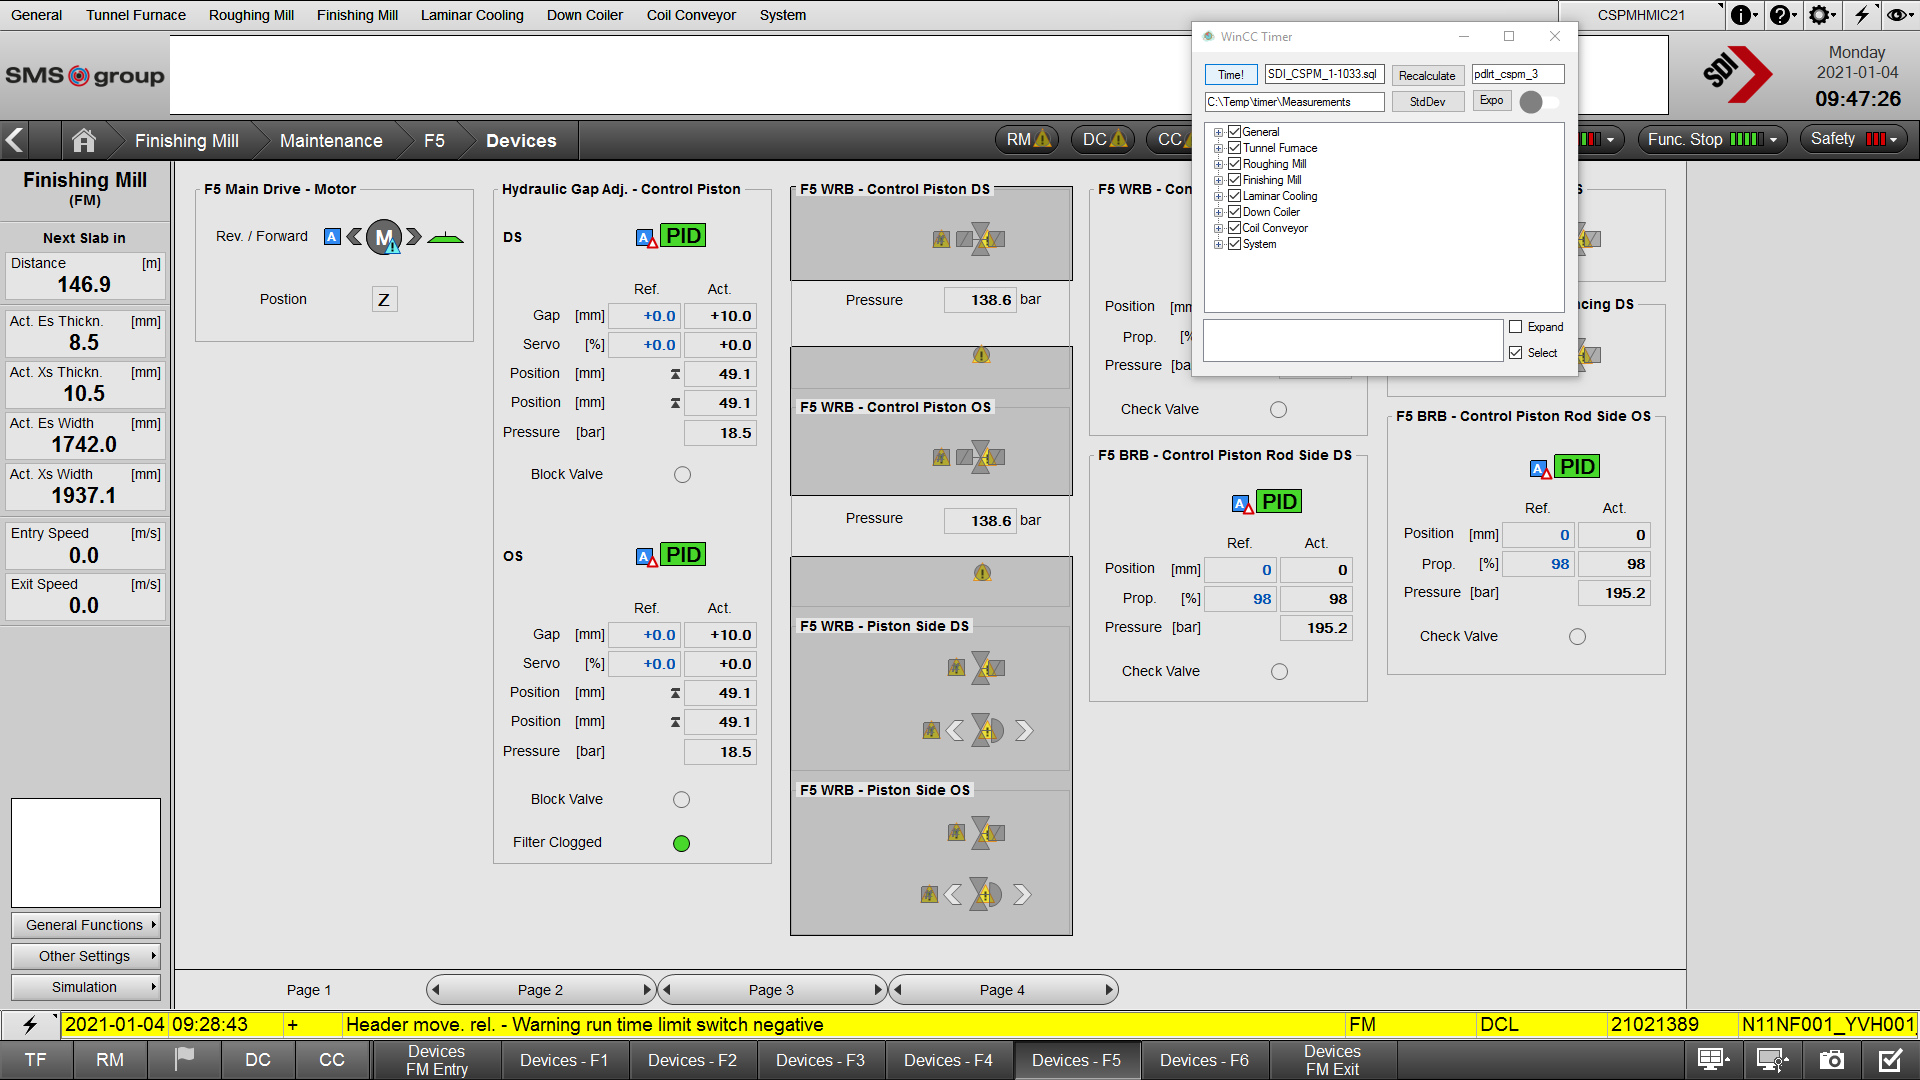 General Tunnel Furnace Roughing Mill Finishing Mill Laminar Cooling Down Coiler Coil Conveyor System
CSPMHMIC21
SMS group
SDI
Monday
2021-01-04
09:47:26
WinCC Timer
Time! SDI_CSPM_1-1033.sql Recalculate pdlrt_cspm_3
C:\Temp\timer\Measurements StdDev Expo
General
Tunnel Furnace
Roughing Mill
Finishing Mill
Laminar Cooling
Down Coiler
Coil Conveyor
System
Expand
Select
Finishing Mill Maintenance F5 Devices
RM DC CC
Func. Stop Safety
Finishing Mill
(FM)
Next Slab in
Distance [m]
146.9
Act. Es Thickn. [mm]
8.5
Act. Xs Thickn. [mm]
10.5
Act. Es Width [mm]
1742.0
Act. Xs Width [mm]
1937.1
Entry Speed [m/s]
0.0
Exit Speed [m/s]
0.0
General Functions
Other Settings
Simulation
F5 Main Drive - Motor
Rev. / Forward A M
Postion Z
Hydraulic Gap Adj. - Control Piston
DS A PID
Ref. Act.
Gap [mm] +0.0 +10.0
Servo [%] +0.0 +0.0
Position [mm] 49.1
Position [mm] 49.1
Pressure [bar] 18.5
Block Valve
OS A PID
Ref. Act.
Gap [mm] +0.0 +10.0
Servo [%] +0.0 +0.0
Position [mm] 49.1
Position [mm] 49.1
Pressure [bar] 18.5
Block Valve
Filter Clogged
F5 WRB - Control Piston DS
Pressure 138.6 bar
F5 WRB - Control Piston OS
Pressure 138.6 bar
F5 WRB - Piston Side DS
F5 WRB - Piston Side OS
F5 WRB - Con
Position [mm
Prop. [%
Pressure [ba
Check Valve
F5 BRB - Control Piston Rod Side DS
A PID
Ref. Act.
Position [mm] 0 0
Prop. [%] 98 98
Pressure [bar] 195.2
Check Valve
S
cing DS
F5 BRB - Control Piston Rod Side OS
A PID
Ref. Act.
Position [mm] 0 0
Prop. [%] 98 98
Pressure [bar] 195.2
Check Valve
Page 1 Page 2 Page 3 Page 4
2021-01-04 09:28:43 + Header move. rel. - Warning run time limit switch negative FM DCL 21021389 N11NF001_YVH001
TF RM DC CC
Devices
FM Entry
Devices - F1 Devices - F2 Devices - F3 Devices - F4 Devices - F5 Devices - F6
Devices
FM Exit